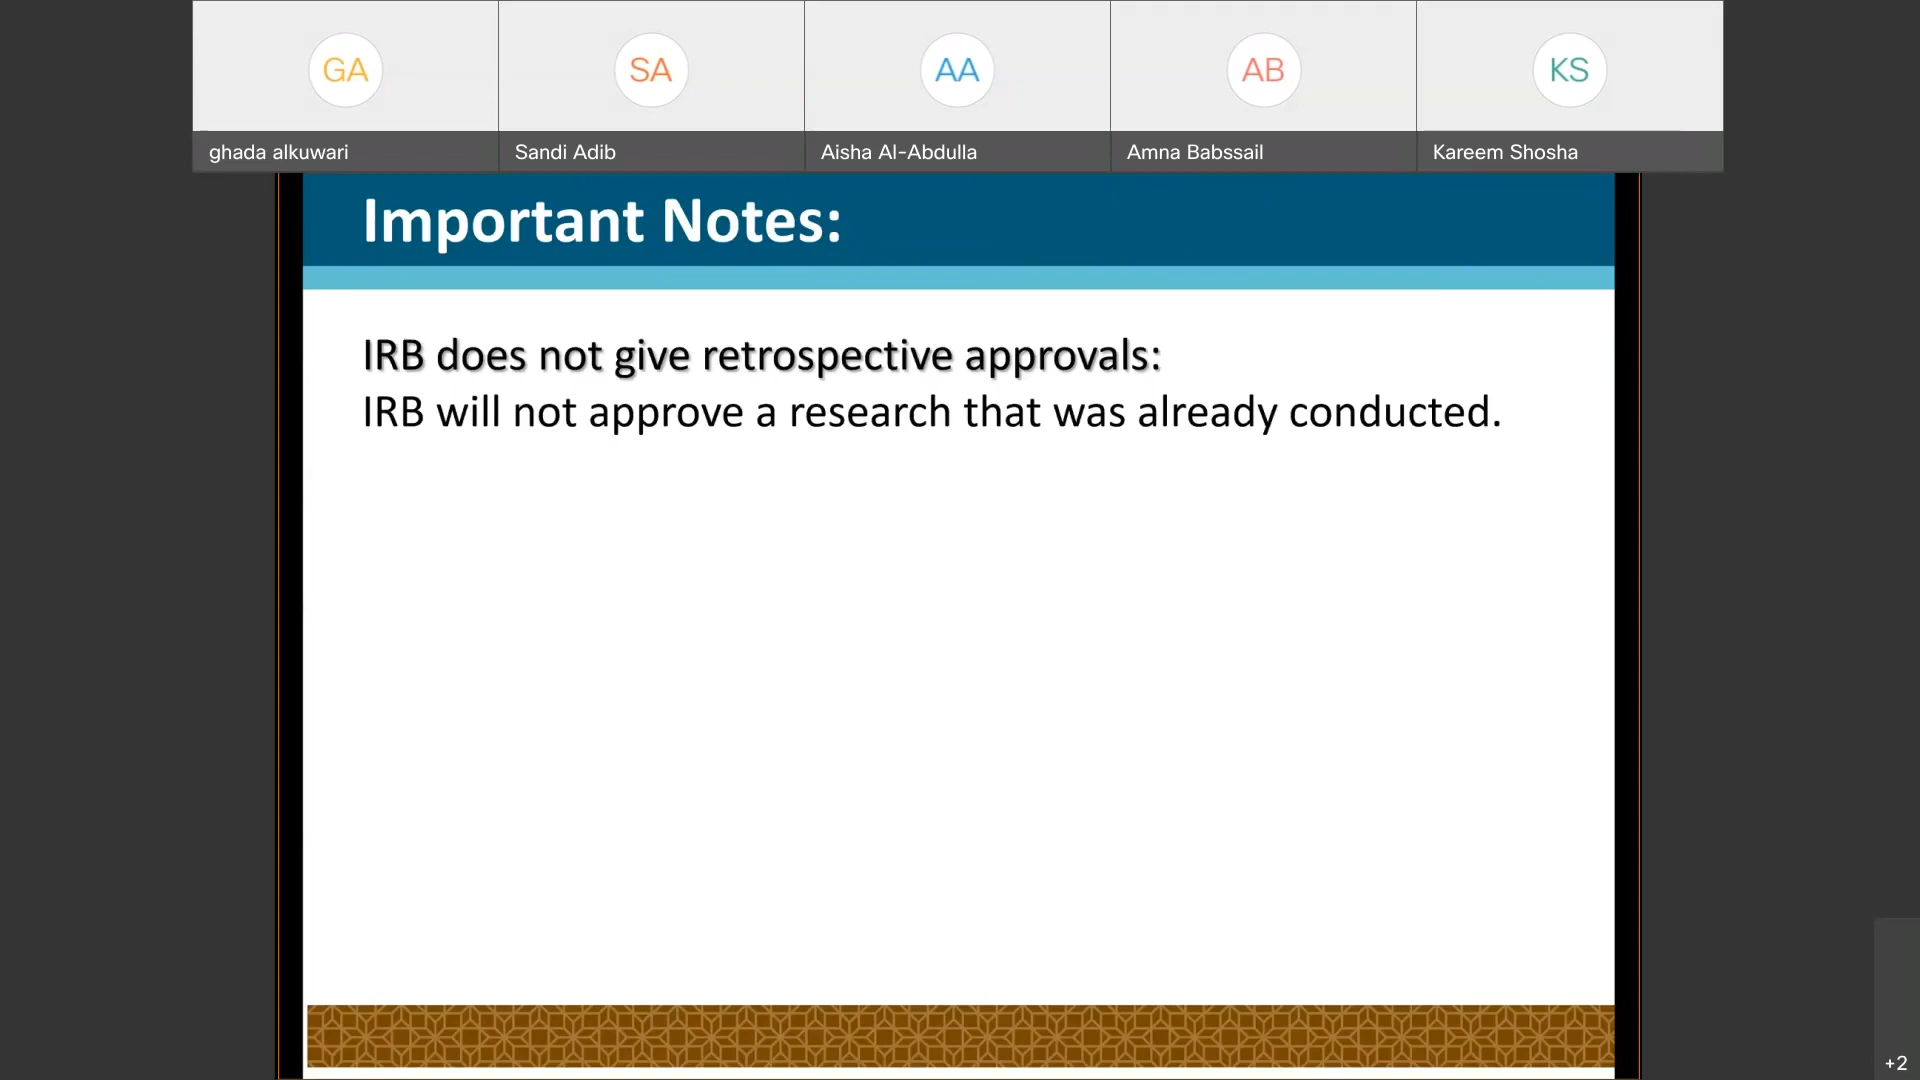 GA
SA
AA
AB
KS
ghada alkuwari
Sandi Adib
Aisha Al-Abdulla
Amna Babssail
Kareem Shosha
Important Notes:
IRB does not give retrospective approvals:
IRB will not approve a research that was already conducted.
+2